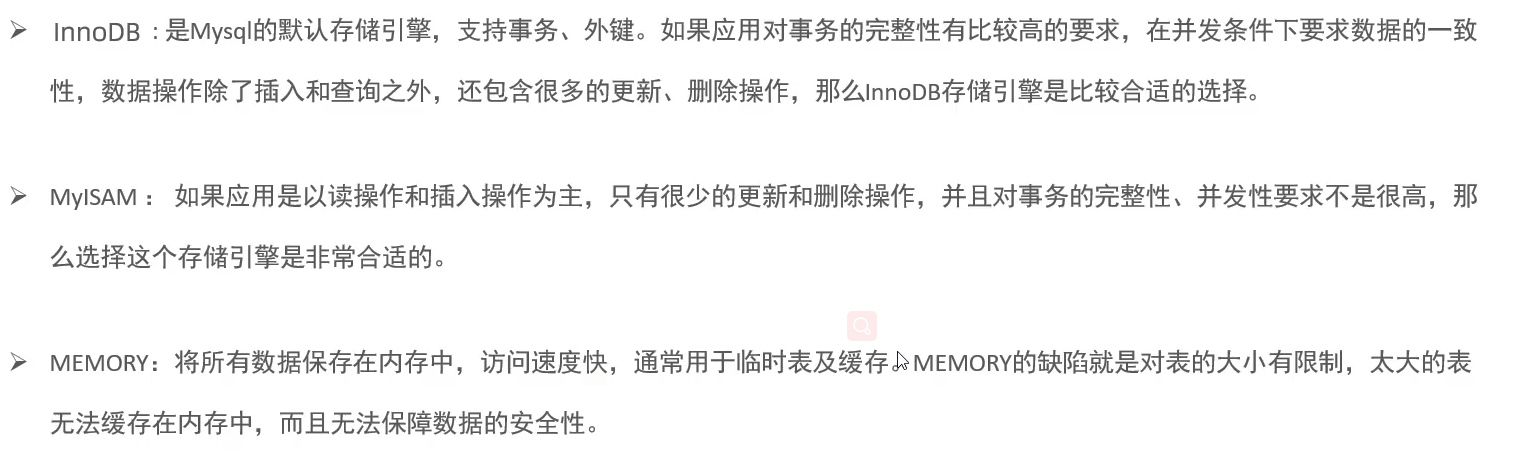 ➢ InnoDB : 是Mysql的默认存储引擎，支持事务、外键。如果应用对事务的完整性有比较高的要求，在并发条件下要求数据的一致
性，数据操作除了插入和查询之外，还包含很多的更新、删除操作，那么InnoDB存储引擎是比较合适的选择。
➢ MyISAM ： 如果应用是以读操作和插入操作为主，只有很少的更新和删除操作，并且对事务的完整性、并发性要求不是很高，那
么选择这个存储引擎是非常合适的。
➢ MEMORY：将所有数据保存在内存中，访问速度快，通常用于临时表及缓存。MEMORY的缺陷就是对表的大小有限制，太大的表
无法缓存在内存中，而且无法保障数据的安全性。